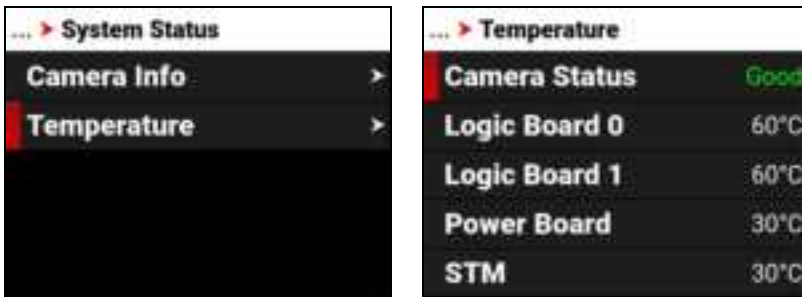 ... > System Status
Camera Info >
Temperature >
... > Temperature
Camera Status Good
Logic Board 0 60°C
Logic Board 1 60°C
Power Board 30°C
STM 30°C